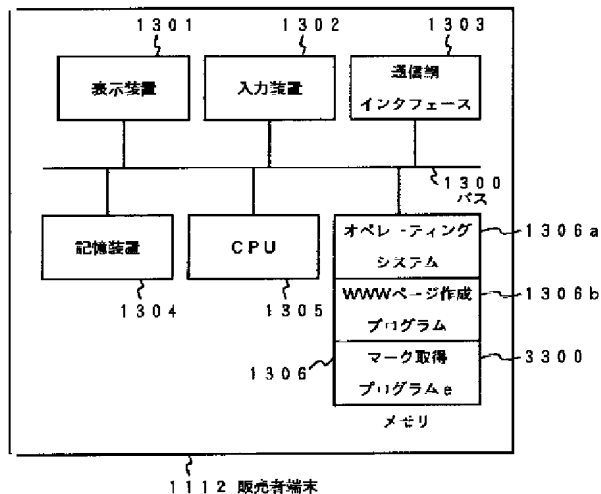 1301
1302
1303
表示装置
入力装置
通信網
インタフェース
1300
バス
記憶装置
CPU
オペレーティング
システム
1306a
WWWページ作成
プログラム
1306b
マーク取得
プログラムe
3300
1304
1305
1306
メモリ
1112 販売者端末